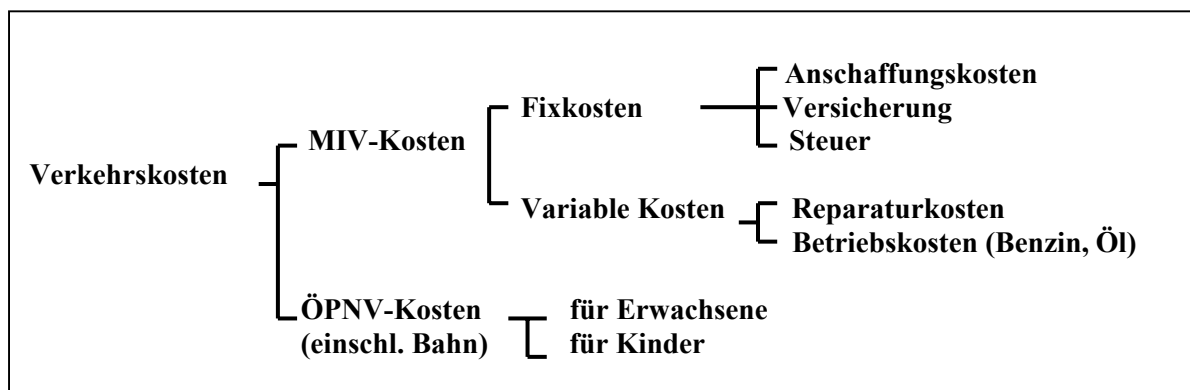 Verkehrskosten
MIV-Kosten
Fixkosten
Anschaffungskosten
Versicherung
Steuer
Variable Kosten
Reparaturkosten
Betriebskosten (Benzin, Öl)
ÖPNV-Kosten
(einschl. Bahn)
für Erwachsene
für Kinder